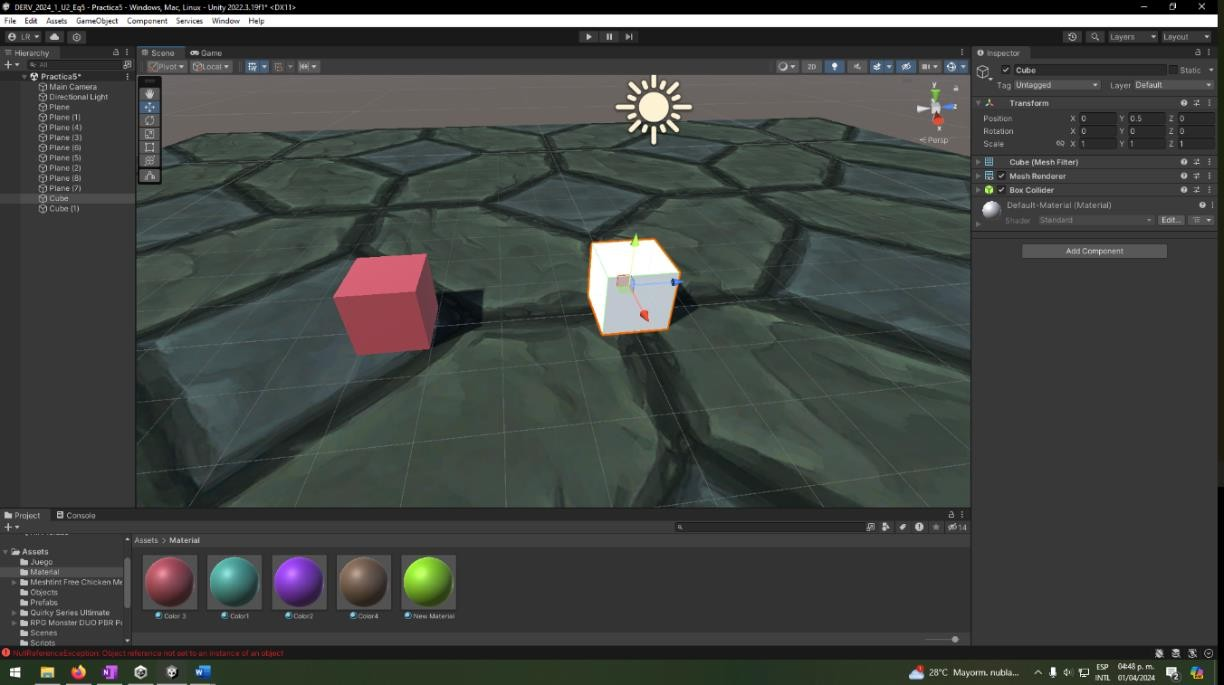 DERV_2024_1_U2_Eq5 - Practica5 - Windows, Mac, Linux - Unity 2022.3.19f1* <DX11>
File Edit Assets GameObject Component Services Window Help
LR Layers Layout
Hierarchy
All
Practica5*
Main Camera
Directional Light
Plane
Plane (1)
Plane (4)
Plane (3)
Plane (6)
Plane (5)
Plane (2)
Plane (8)
Plane (7)
Cube
Cube (1)
Scene Game
Pivot Local 2D
y
z
x
Persp
Inspector
Cube Static
Tag Untagged Layer Default
Transform
Position X 0 Y 0.5 Z 0
Rotation X 0 Y 0 Z 0
Scale X 1 Y 1 Z 1
Cube (Mesh Filter)
Mesh Renderer
Box Collider
Default-Material (Material)
Shader Standard Edit...
Add Component
Project Console
14
Assets
Juego
Material
Meshtint Free Chicken Me
Objects
Prefabs
Quirky Series Ultimate
RPG Monster DUO PBR Po
Scenes
Scripts
Assets > Material
Color 3 Color1 Color2 Color4 New Material
NullReferenceException: Object reference not set to an instance of an object
28°C Mayorm. nubla... ESP INTL 04:48 p. m. 01/04/2024 2